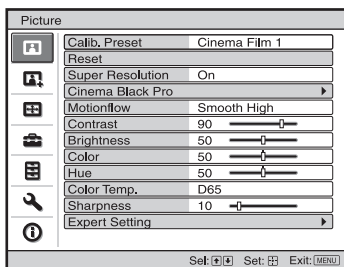 Picture
Calib. Preset Cinema Film 1
Reset
Super Resolution On
Cinema Black Pro
Motionflow Smooth High
Contrast 90
Brightness 50
Color 50
Hue 50
Color Temp. D65
Sharpness 10
Expert Setting
Sel: Set: Exit: MENU